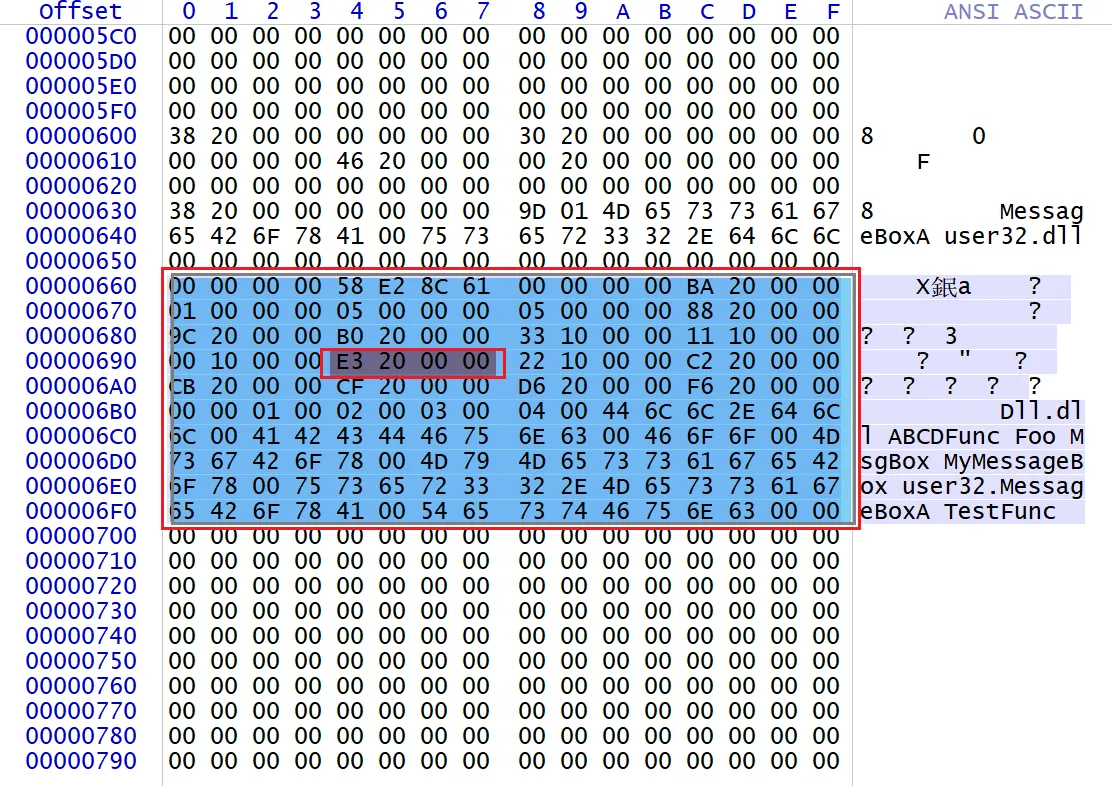 Offset 0 1 2 3 4 5 6 7 8 9 A B C D E F ANSI ASCII
000005C0 00 00 00 00 00 00 00 00 00 00 00 00 00 00 00 00
000005D0 00 00 00 00 00 00 00 00 00 00 00 00 00 00 00 00
000005E0 00 00 00 00 00 00 00 00 00 00 00 00 00 00 00 00
000005F0 00 00 00 00 00 00 00 00 00 00 00 00 00 00 00 00
00000600 38 20 00 00 00 00 00 00 30 20 00 00 00 00 00 00 8 0
00000610 00 00 00 00 46 20 00 00 00 20 00 00 00 00 00 00 F
00000620 00 00 00 00 00 00 00 00 00 00 00 00 00 00 00 00
00000630 38 20 00 00 00 00 00 00 9D 01 4D 65 73 73 61 67 8 Messag
00000640 65 42 6F 78 41 00 75 73 65 72 33 32 2E 64 6C 6C eBoxA user32.dll
00000650 00 00 00 00 00 00 00 00 00 00 00 00 00 00 00 00
00000660 00 00 00 00 58 E2 8C 61 00 00 00 00 BA 20 00 00 X銀a ?
00000670 01 00 00 00 05 00 00 00 05 00 00 00 88 20 00 00 ?
00000680 9C 20 00 00 B0 20 00 00 33 10 00 00 11 10 00 00 ? ? 3
00000690 00 10 00 00 E3 20 00 00 22 10 00 00 C2 20 00 00 ? " ?
000006A0 CB 20 00 00 CF 20 00 00 D6 20 00 00 F6 20 00 00 ? ? ? ? ?
000006B0 00 00 01 00 02 00 03 00 04 00 44 6C 6C 2E 64 6C Dll.dl
000006C0 6C 00 41 42 43 44 46 75 6E 63 00 46 6F 6F 00 4D l ABCDFunc Foo M
000006D0 73 67 42 6F 78 00 4D 79 4D 65 73 73 61 67 65 42 sgBox MyMessageB
000006E0 6F 78 00 75 73 65 72 33 32 2E 4D 65 73 73 61 67 ox user32.Messag
000006F0 65 42 6F 78 41 00 54 65 73 74 46 75 6E 63 00 00 eBoxA TestFunc
00000700 00 00 00 00 00 00 00 00 00 00 00 00 00 00 00 00
00000710 00 00 00 00 00 00 00 00 00 00 00 00 00 00 00 00
00000720 00 00 00 00 00 00 00 00 00 00 00 00 00 00 00 00
00000730 00 00 00 00 00 00 00 00 00 00 00 00 00 00 00 00
00000740 00 00 00 00 00 00 00 00 00 00 00 00 00 00 00 00
00000750 00 00 00 00 00 00 00 00 00 00 00 00 00 00 00 00
00000760 00 00 00 00 00 00 00 00 00 00 00 00 00 00 00 00
00000770 00 00 00 00 00 00 00 00 00 00 00 00 00 00 00 00
00000780 00 00 00 00 00 00 00 00 00 00 00 00 00 00 00 00
00000790 00 00 00 00 00 00 00 00 00 00 00 00 00 00 00 00